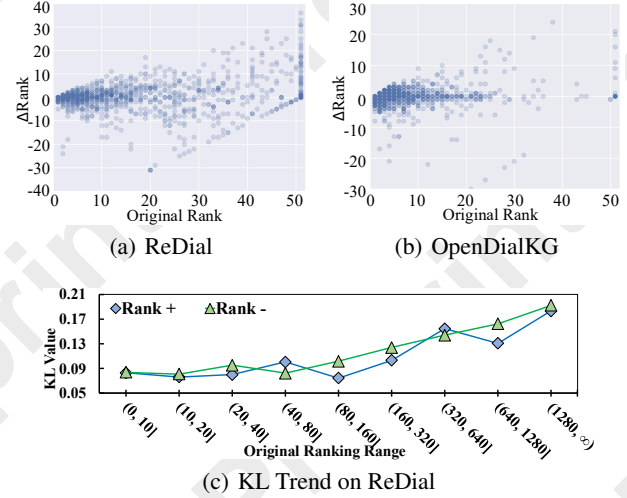 40
30
20
10
0
-10
-20
-30
-40
ΔRank
0 10 20 30 40 50
Original Rank
(a) ReDial
40
30
20
10
0
-10
-20
-30
ΔRank
0 10 20 30 40 50
Original Rank
(b) OpenDialKG
0.21
0.17
0.13
0.09
0.05
KL Value
Rank +
Rank -
(0, 10]
(10, 20]
(20, 40]
(40, 80]
(80, 160]
(160, 320]
(320, 640]
(640, 1280]
(1280, ∞)
Original Ranking Range
(c) KL Trend on ReDial